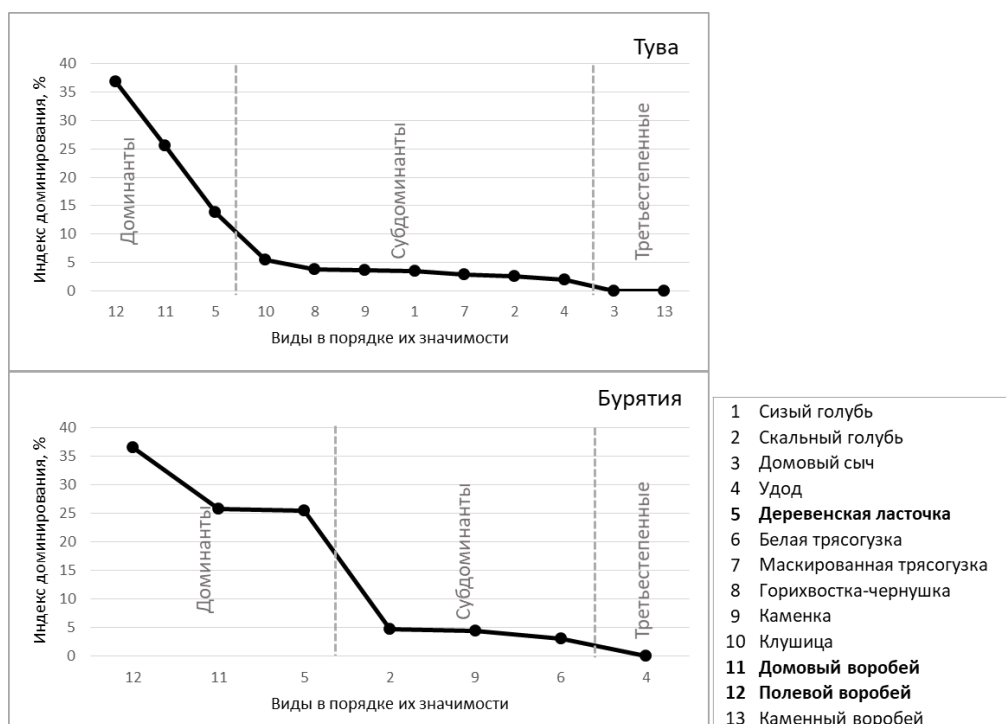 Тува
Индекс доминирования, %
40
35
30
25
20
15
10
5
0
Доминанты
Субдоминанты
Третьестепенные
12 11 5 10 8 9 1 7 2 4 3 13
Виды в порядке их значимости
Бурятия
Индекс доминирования, %
40
35
30
25
20
15
10
5
0
Доминанты
Субдоминанты
Третьестепенные
12 11 5 2 9 6 4
Виды в порядке их значимости
1 Сизый голубь
2 Скальный голубь
3 Домовый сыч
4 Удод
5 Деревенская ласточка
6 Белая трясогузка
7 Маскированная трясогузка
8 Горихвостка-чернушка
9 Каменка
10 Клушица
11 Домовый воробей
12 Полевой воробей
13 Каменный воробей